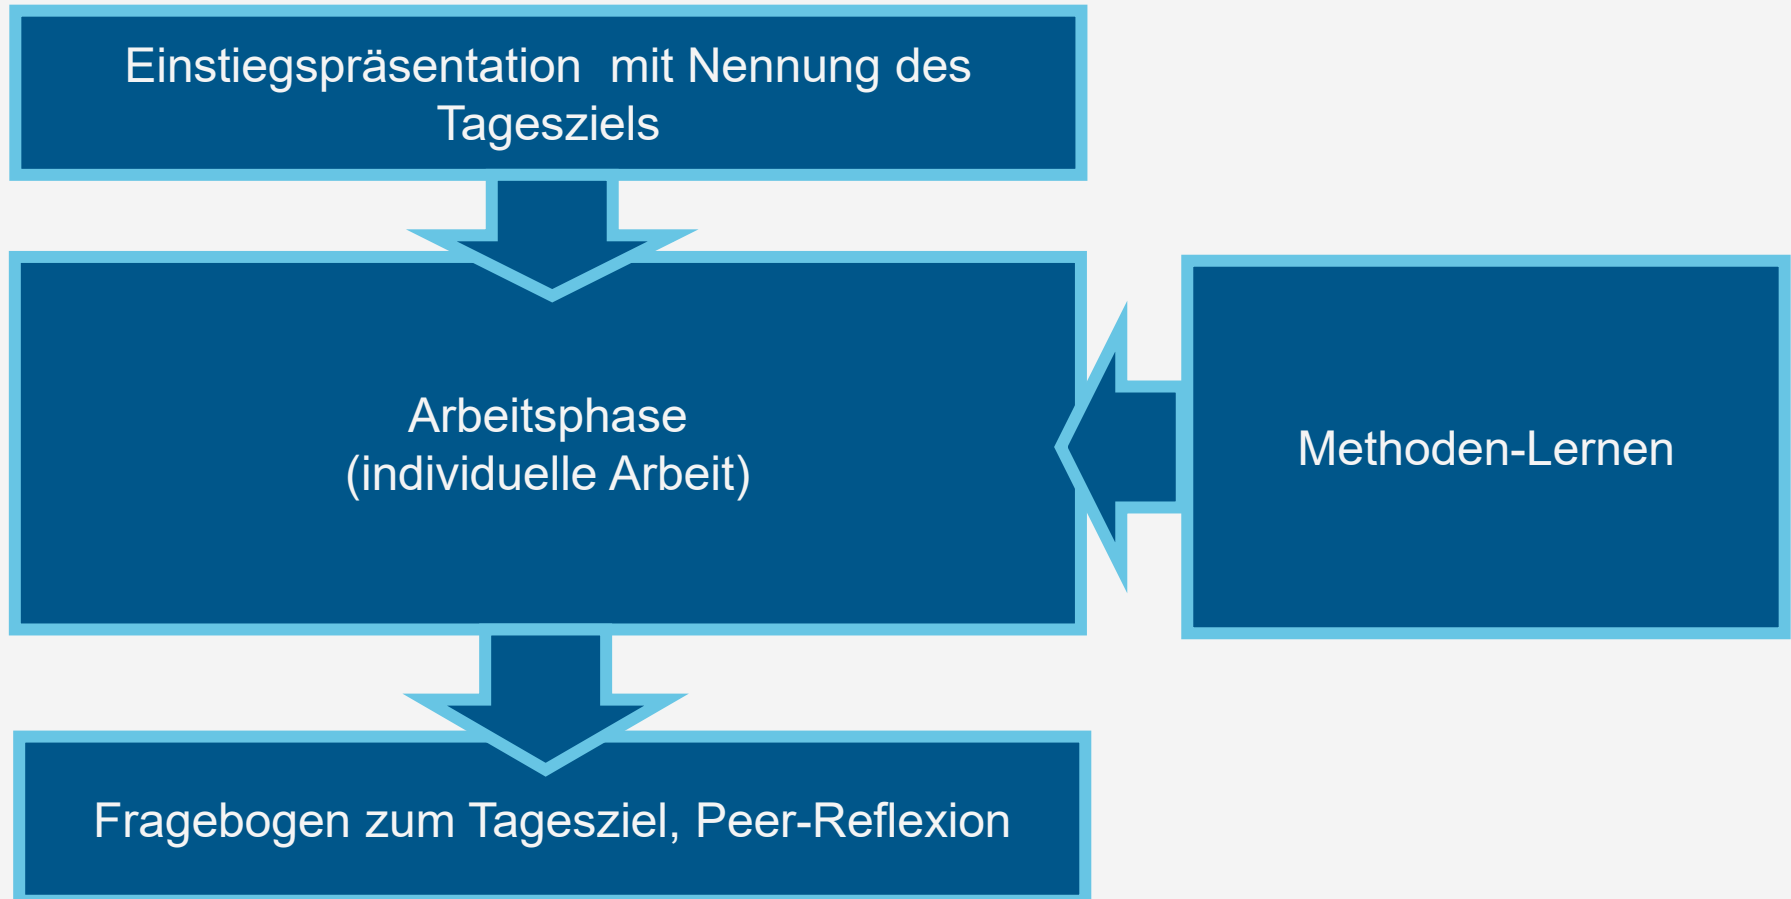 Einstiegspräsentation  mit Nennung des
Tagesziels
Arbeitsphase
(individuelle Arbeit)
Methoden-Lernen
Fragebogen zum Tagesziel, Peer-Reflexion